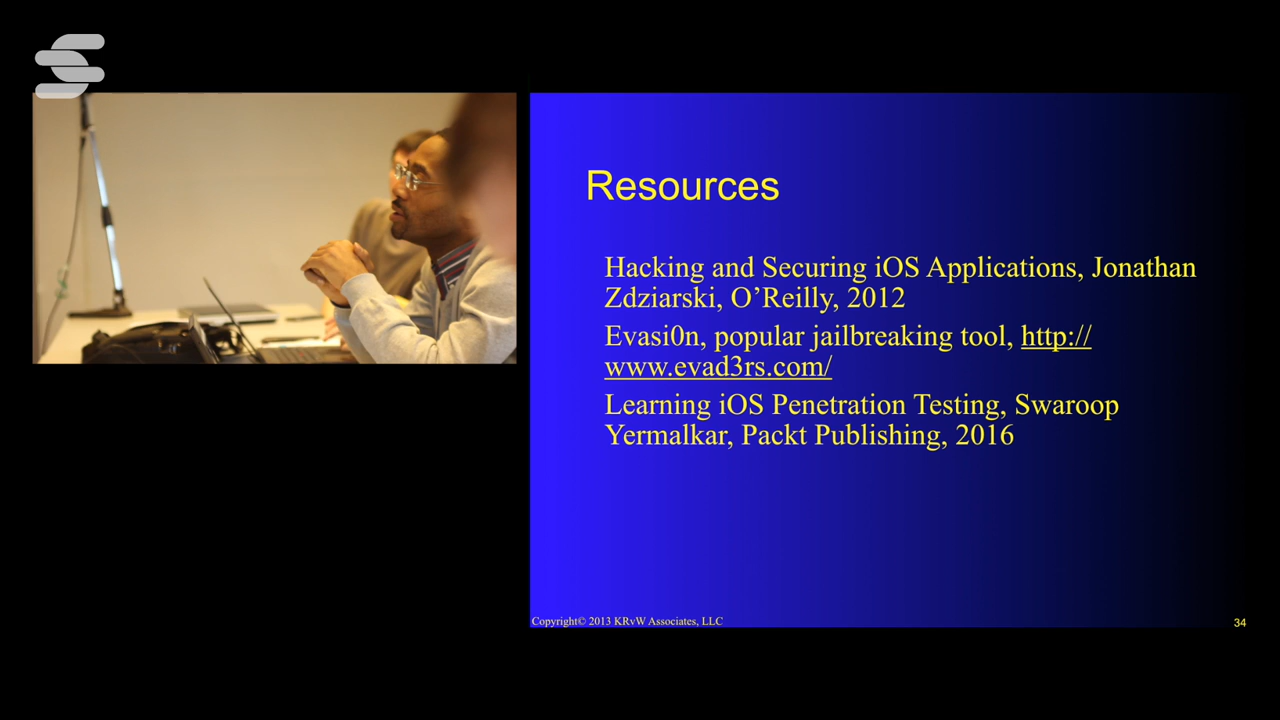 Resources
Hacking and Securing iOS Applications, Jonathan
Zdziarski, O’Reilly, 2012
Evasi0n, popular jailbreaking tool, http://
www.evad3rs.com/
Learning iOS Penetration Testing, Swaroop
Yermalkar, Packt Publishing, 2016
Copyright© 2013 KRvW Associates, LLC
34